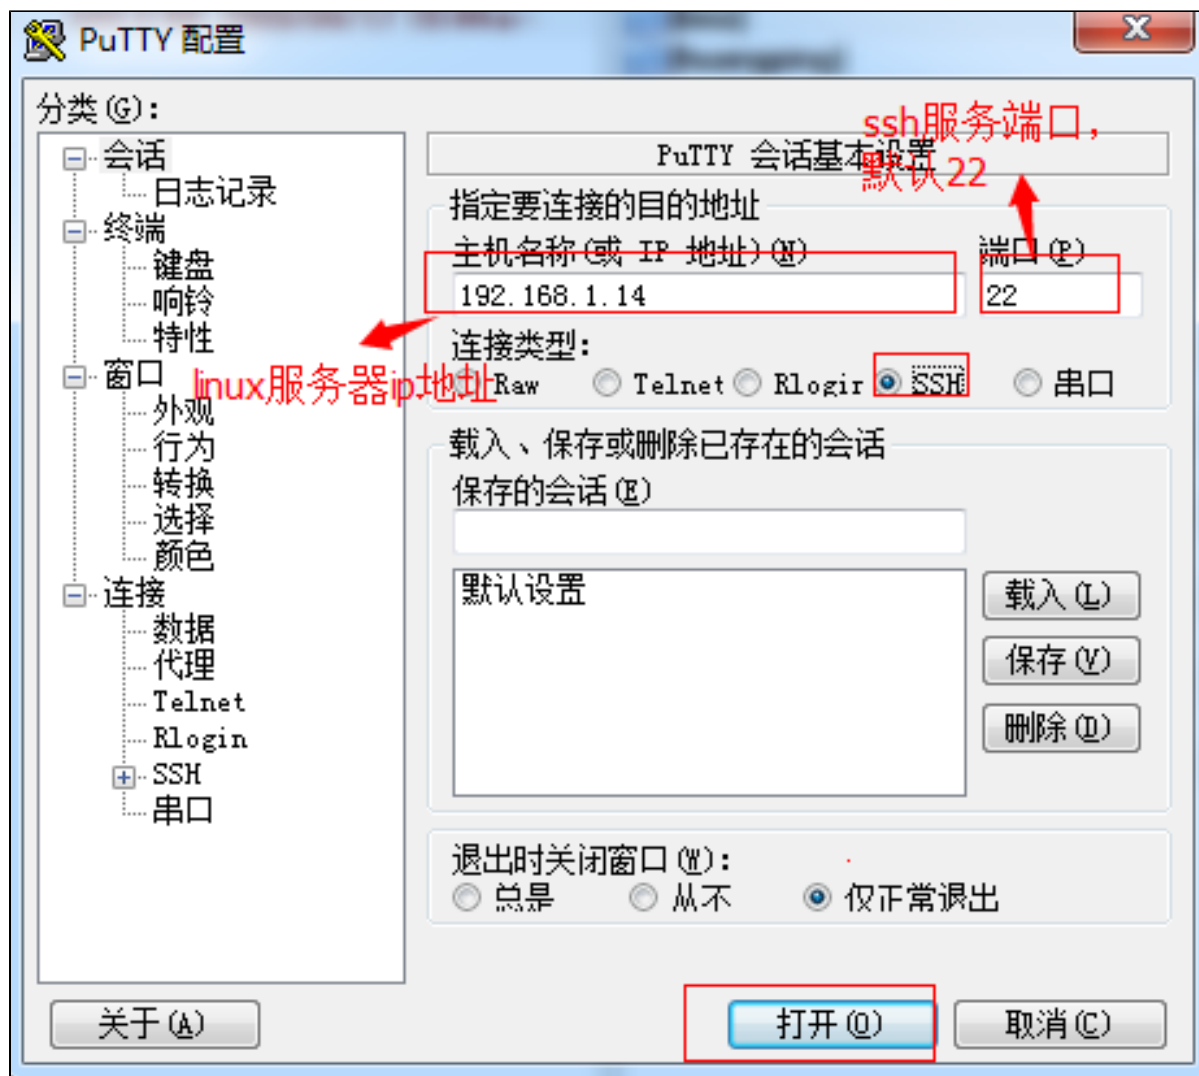 PuTTY 配置
分类(G):
会话
日志记录
终端
键盘
响铃
特性
窗口
外观
行为
转换
选择
颜色
连接
数据
代理
Telnet
Rlogin
SSH
串口
PuTTY 会话基本设置
ssh服务端口，
默认22
指定要连接的目的地址
主机名称(或 IP 地址)(N) 端口(P)
192.168.1.14 22
连接类型:
linux服务器ip地址
Raw Telnet Rlogin SSH 串口
载入、保存或删除已存在的会话
保存的会话(E)
默认设置
载入(L)
保存(V)
删除(D)
退出时关闭窗口(W):
总是 从不 仅正常退出
关于(A) 打开(O) 取消(C)